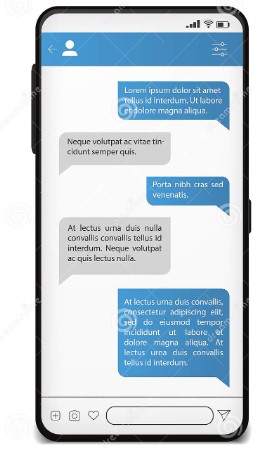 Lorem ipsum dolor sit amet
tellus id interdum. Ut labore
et dolore magna aliqua.
Neque volutpat ac vitae tin-
cidunt semper quis.
Porta nibh cras sed
venenatis.
At lectus urna duis nulla
convallis convallis tellus id
interdum. Neque volutpat
ac quis lectus nulla.
At lectus urna duis convallis,
consectetur adipiscing elit,
sed do eiusmod tempor
incididunt ut labore et
dolore magna aliqua. At
lectus urna duis convallis
tellus id interdum.